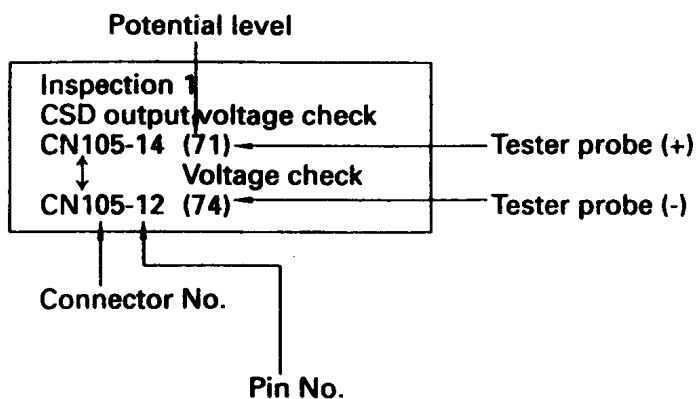 Potential level
Inspection 1
CSD output voltage check
CN105-14 (71) Tester probe (+)
Voltage check
CN105-12 (74) Tester probe (-)
Connector No.
Pin No.